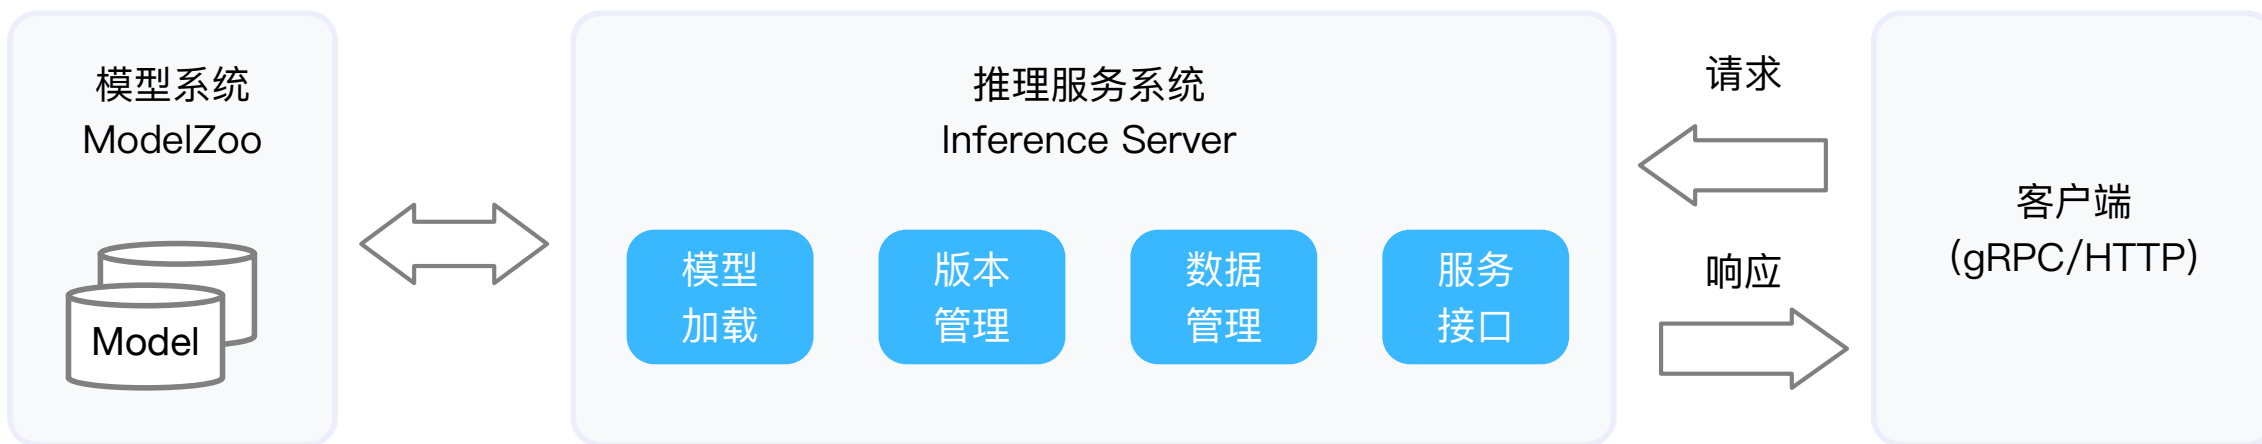 模型系统
ModelZoo
Model
推理服务系统
Inference Server
模型
加载
版本
管理
数据
管理
服务
接口
请求
响应
客户端
(gRPC/HTTP)